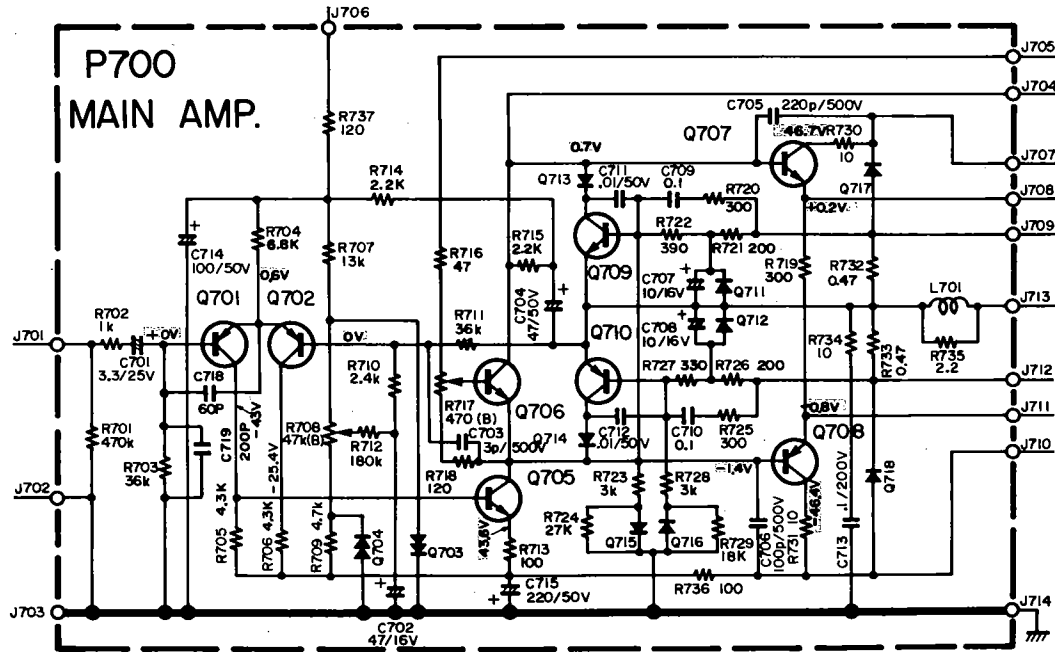 J706
P700
MAIN AMP.
J705
J704
J707
J708
J709
J713
J712
J711
J710
J714
J701
J702
J703
R737
120
R714
2.2K
C705
220p/500V
46.7V
R730
10
Q707
0.7V
Q713
C711
.01/50V
C709
0.1
R720
300
Q717
+0.2V
R704
6.8K
C714
100/50V
R707
13k
R716
47
R715
2.2K
Q709
R722
390
R721 200
R719
300
R732
0.47
0,6V
Q701
Q702
C704
47/50V
C707
10/16V
Q711
L701
R702
1k
+0V
C701
3.3/25V
0V
R711
36k
Q710
C708
10/16V
Q712
R734
10
R733
0.47
R735
2.2
C718
60P
R710
2.4k
R727 330
R726 200
R701
470k
-43V
C719
200P
R708
47k(B)
R712
180k
R717
470 (B)
Q706
C703
3p/500V
Q714
C712
.01/50V
C710
0.1
R725
300
-0,8V
Q708
R703
36k
-25.4V
R718
120
Q705
-1,4V
R723
3k
R728
3k
Q718
R705 4,3K
R706 4,3K
R709 4.7k
Q704
Q703
43,6V
R713
100
R724
27K
Q715
Q716
R729
18K
C706
100p/500V
R731 10
-46.4V
C713
.1/200V
R736 100
C715
220/50V
C702
47/16V